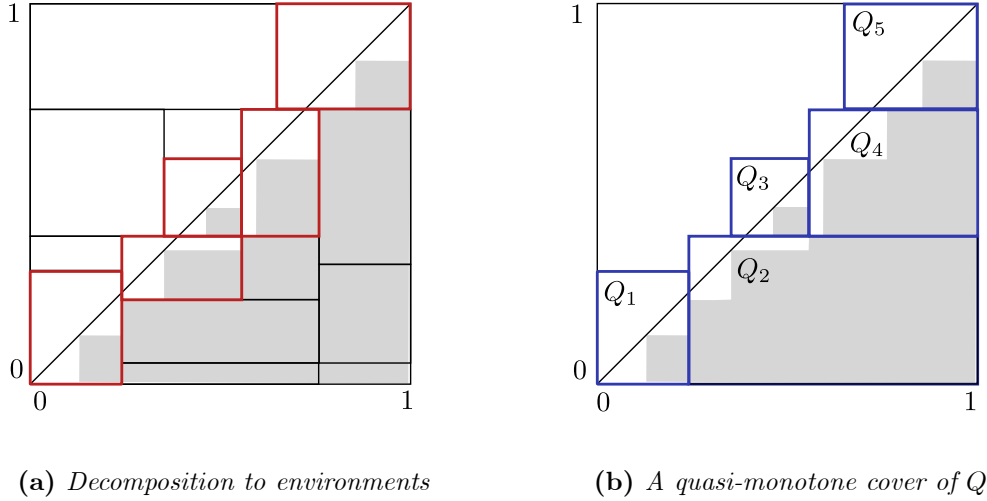 1
0
0
1
(a) Decomposition to environments
1
Q5
Q4
Q3
Q2
Q1
0
0
1
(b) A quasi-monotone cover of Q